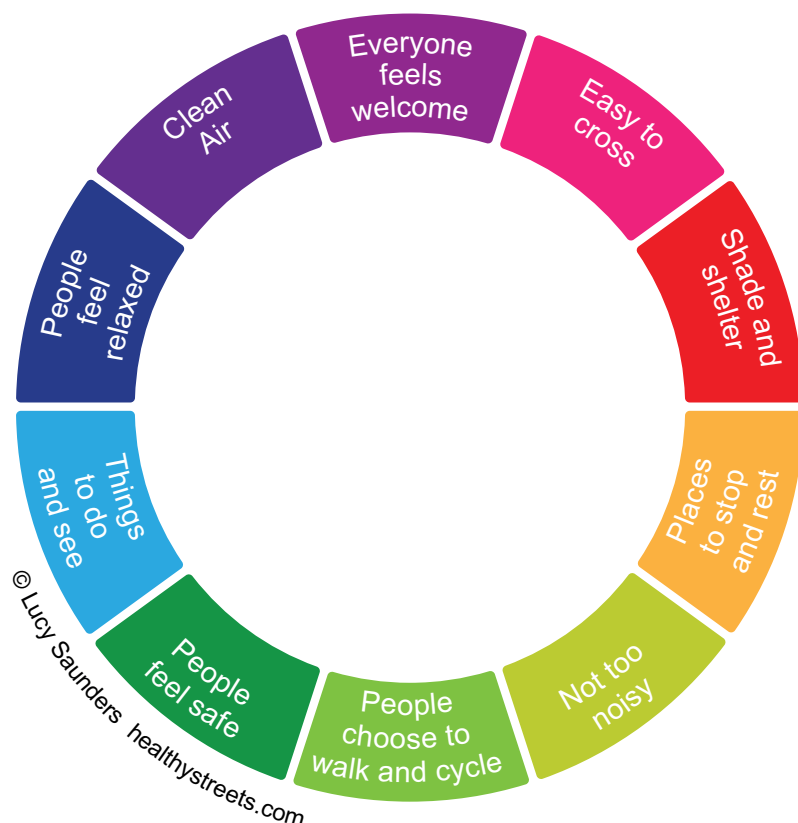 Everyone
feels
welcome
Easy to
cross
Shade and
shelter
Places
to stop
and rest
Not too
noisy
People
choose to
walk and cycle
People
feel safe
Things
to do
and see
People
feel
relaxed
Clean
Air
© Lucy Saunders healthystreets.com